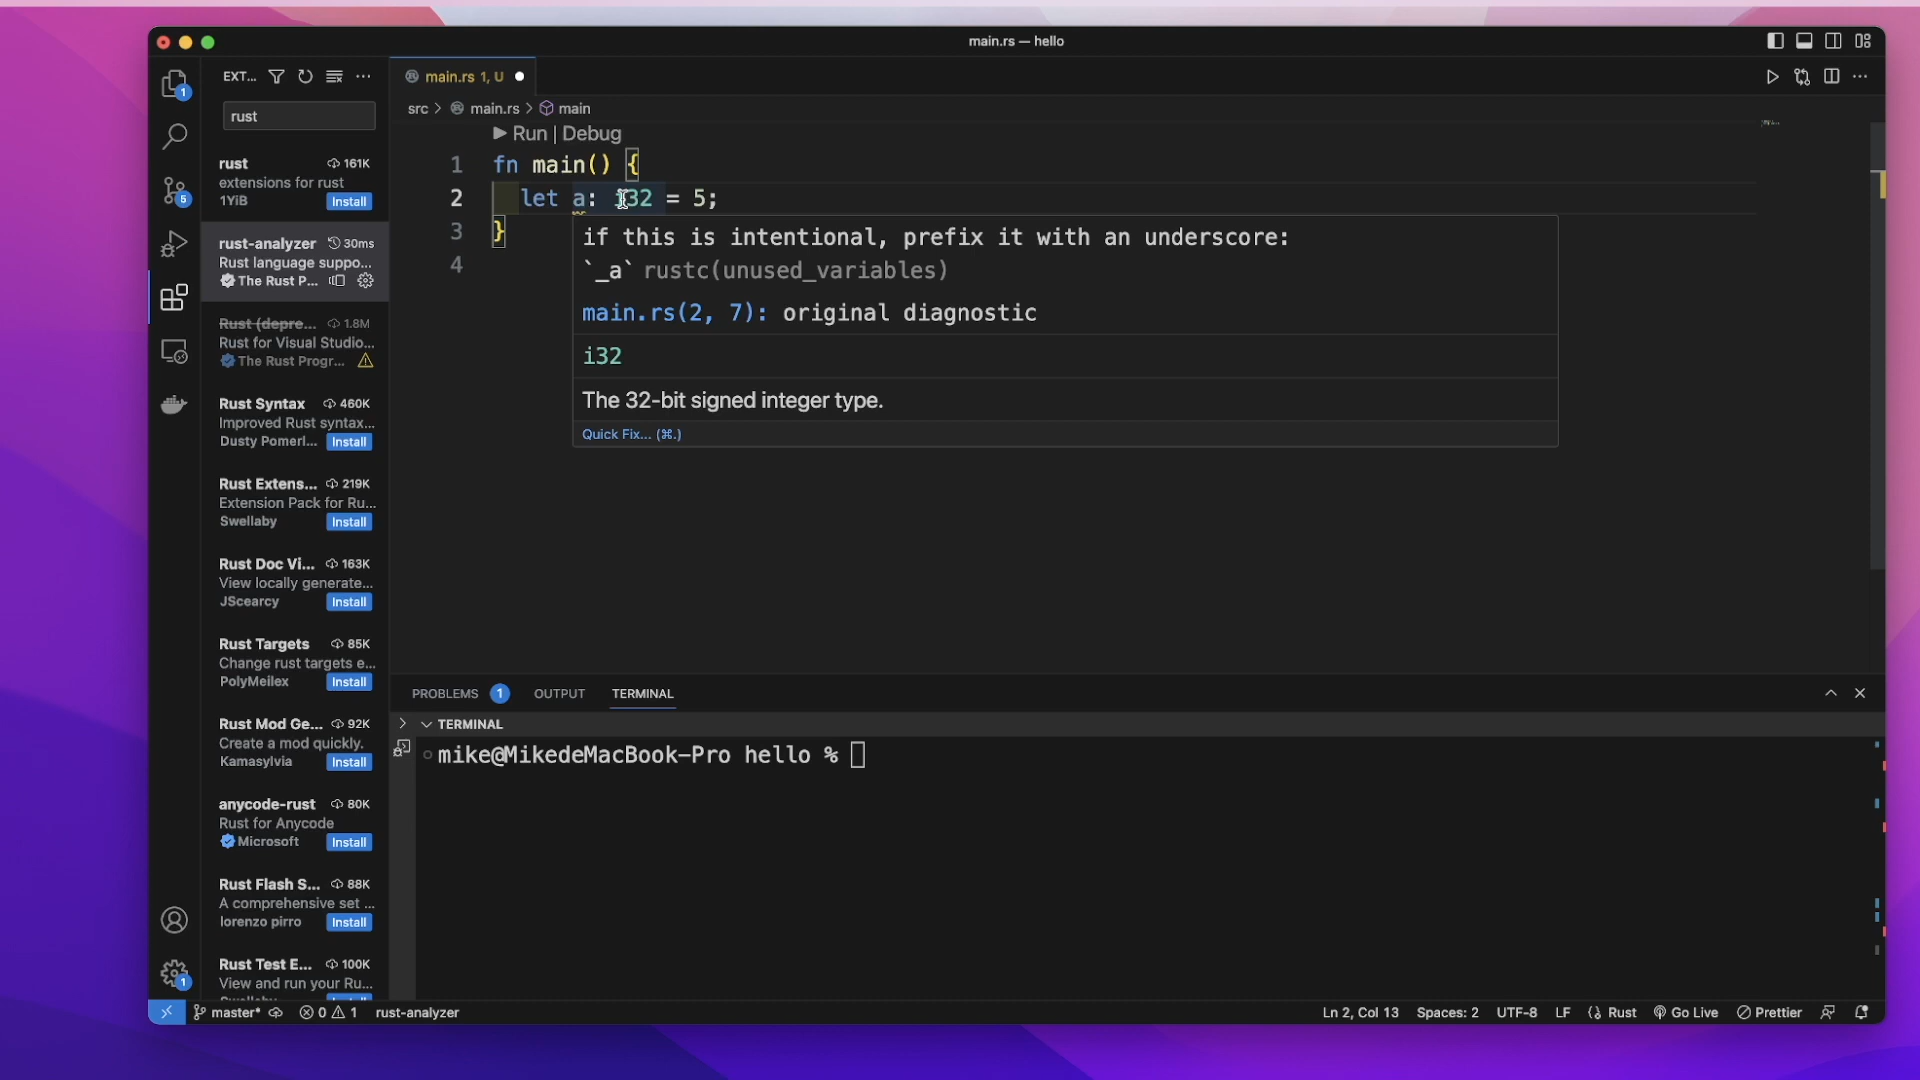 main.rs — hello
EXT...
rust
rust 161K
extensions for rust
1YiB Install
rust-analyzer 30ms
Rust language suppo...
The Rust P...
Rust (depre... 1.8M
Rust for Visual Studio...
The Rust Progr...
Rust Syntax 460K
Improved Rust syntax...
Dusty Pomerl... Install
Rust Extens... 219K
Extension Pack for Ru...
Swellaby Install
Rust Doc Vi... 163K
View locally generate...
JScearcy Install
Rust Targets 85K
Change rust targets e...
PolyMeilex Install
Rust Mod Ge... 92K
Create a mod quickly.
Kamasylvia Install
anycode-rust 80K
Rust for Anycode
Microsoft Install
Rust Flash S... 88K
A comprehensive set ...
lorenzo pirro Install
Rust Test E... 100K
View and run your Ru...
1
5
1
main.rs 1, U
src > main.rs > main
Run | Debug
1 fn main() {
2 let a: i32 = 5;
3 }
4
if this is intentional, prefix it with an underscore:
`_a` rustc(unused_variables)
main.rs(2, 7): original diagnostic
i32
The 32-bit signed integer type.
Quick Fix... (⌘.)
PROBLEMS 1 OUTPUT TERMINAL
TERMINAL
mike@MikedeMacBook-Pro hello %
master* 0 1 rust-analyzer Ln 2, Col 13 Spaces: 2 UTF-8 LF Rust Go Live Prettier